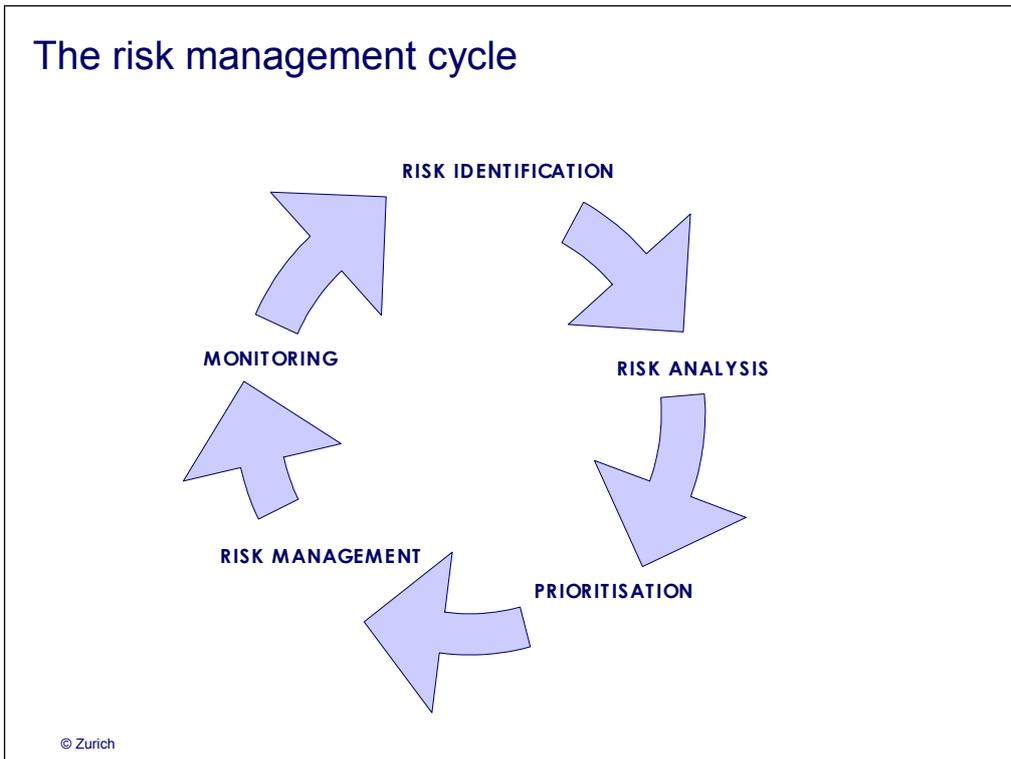 The risk management cycle
RISK IDENTIFICATION
RISK ANALYSIS
PRIORITISATION
RISK MANAGEMENT
MONITORING
© Zurich